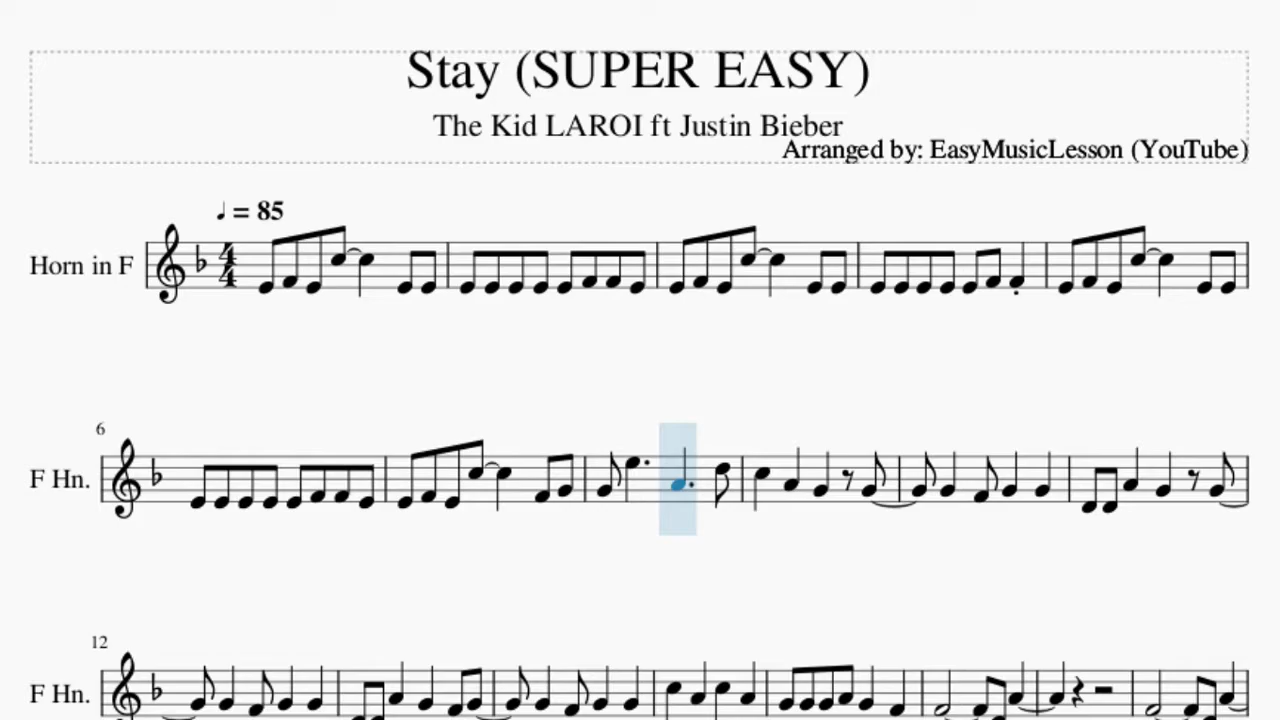 Stay (SUPER EASY)
The Kid LAROI ft Justin Bieber
Arranged by: EasyMusicLesson (YouTube)
♩ = 85
Horn in F
4
4
6
F Hn.
12
F Hn.